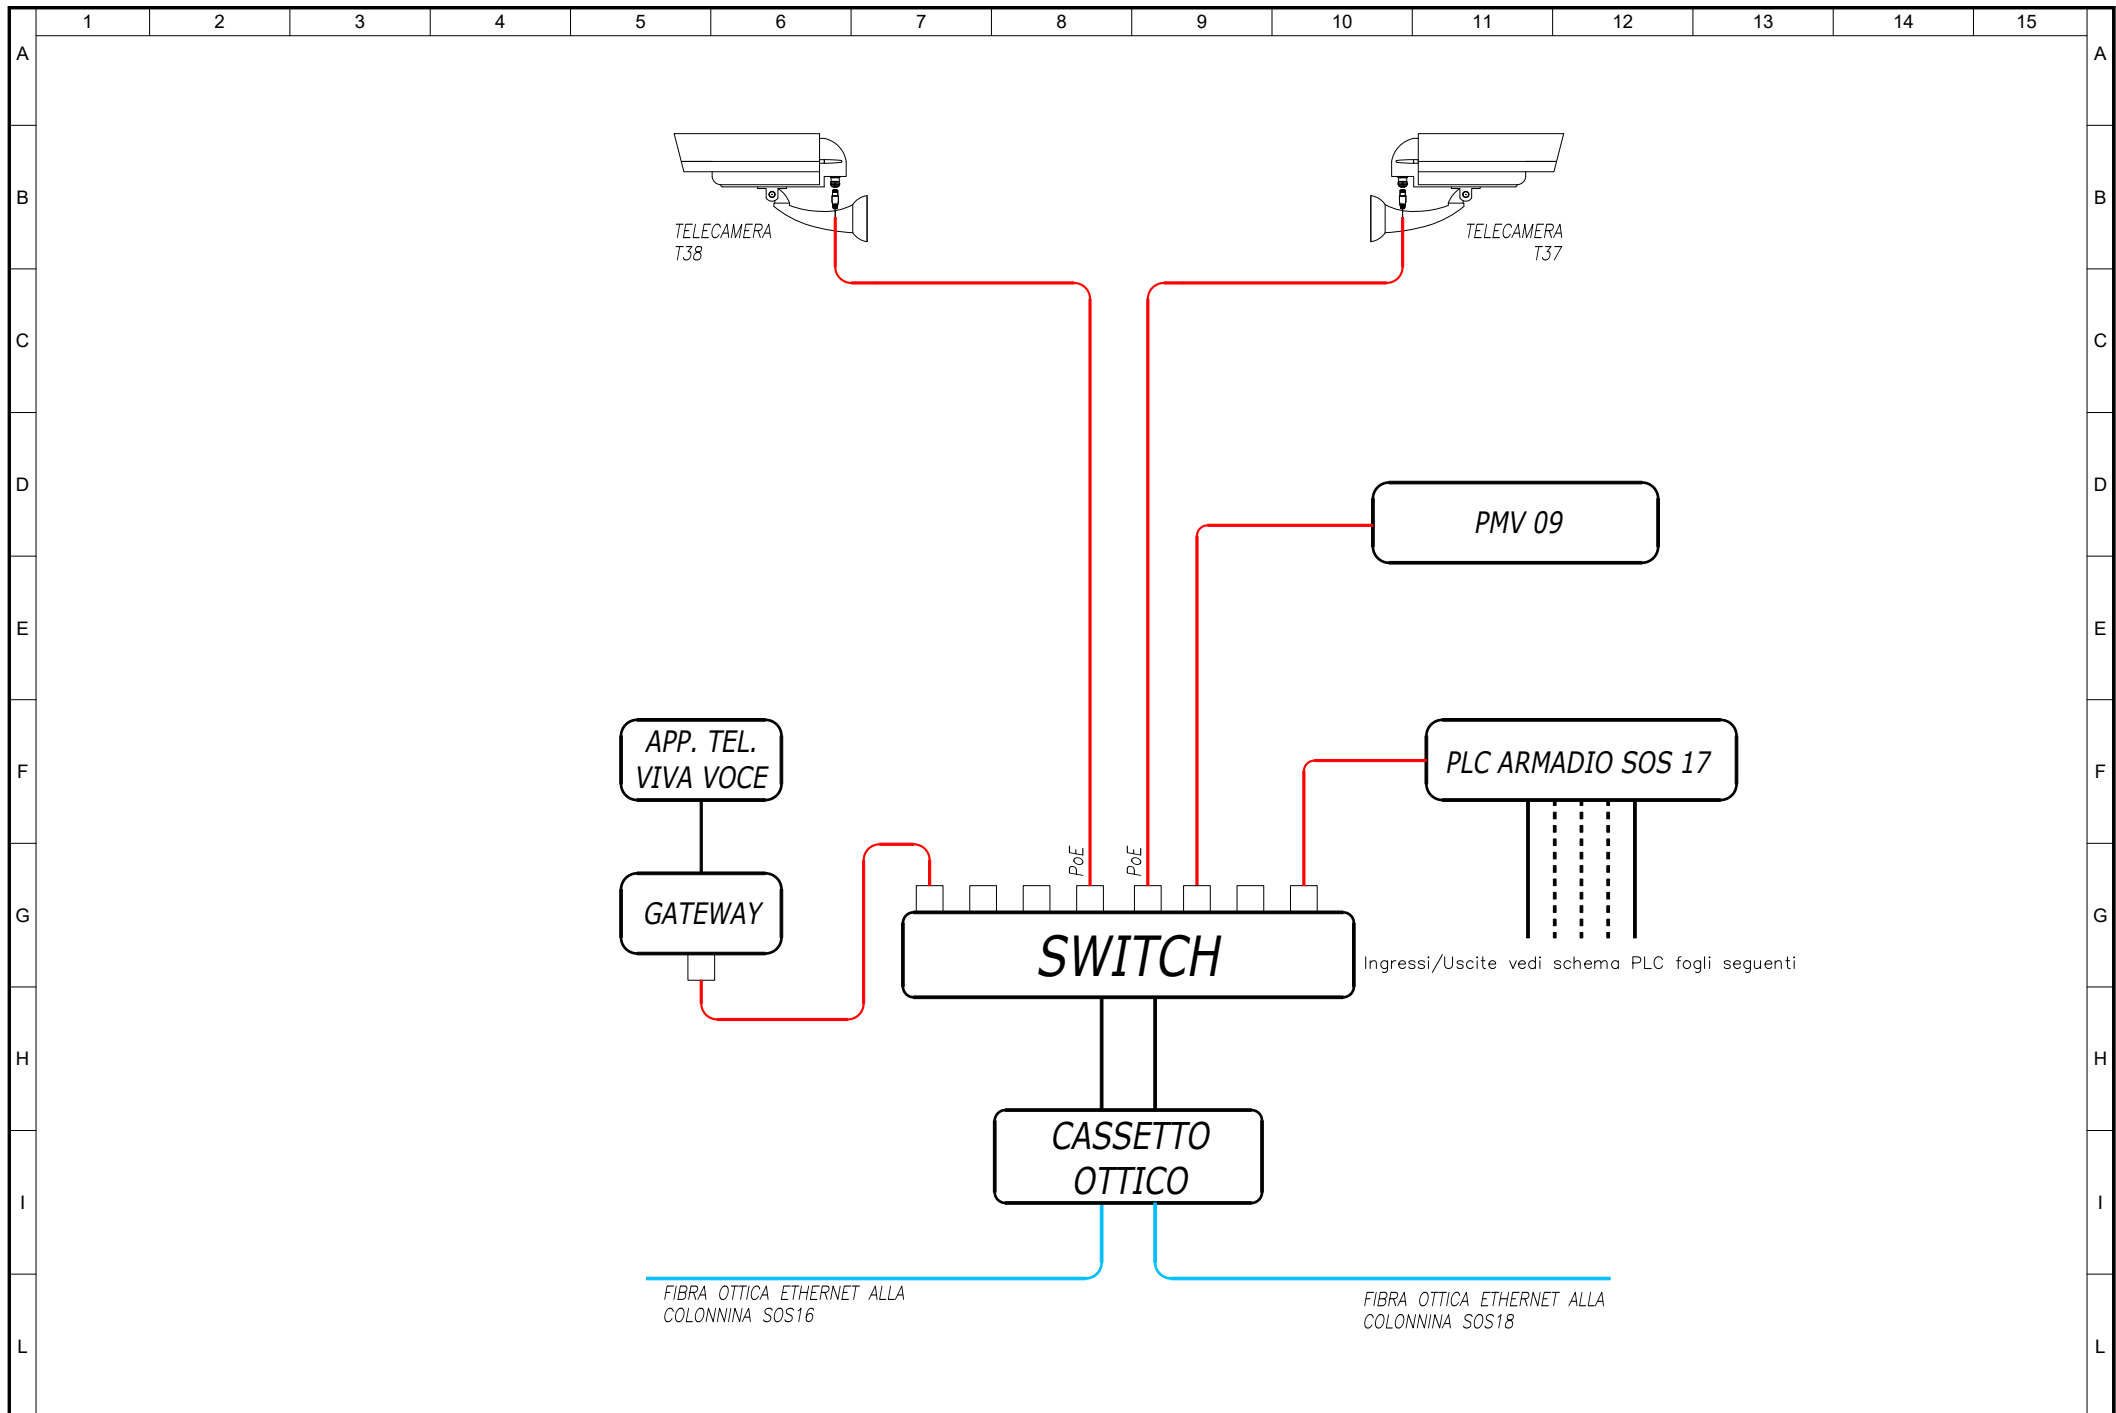 1 2 3 4 5 6 7 8 9 10 11 12 13 14 15
A A
B B
TELECAMERA
T38
TELECAMERA
T37
C C
D D
PMV 09
E E
APP. TEL.
VIVA VOCE
PLC ARMADIO SOS 17
F F
PoE
PoE
GATEWAY
G G
SWITCH
Ingressi/Uscite vedi schema PLC fogli seguenti
H H
CASSETTO
OTTICO
I I
FIBRA OTTICA ETHERNET ALLA
COLONNINA SOS16
FIBRA OTTICA ETHERNET ALLA
COLONNINA SOS18
L L